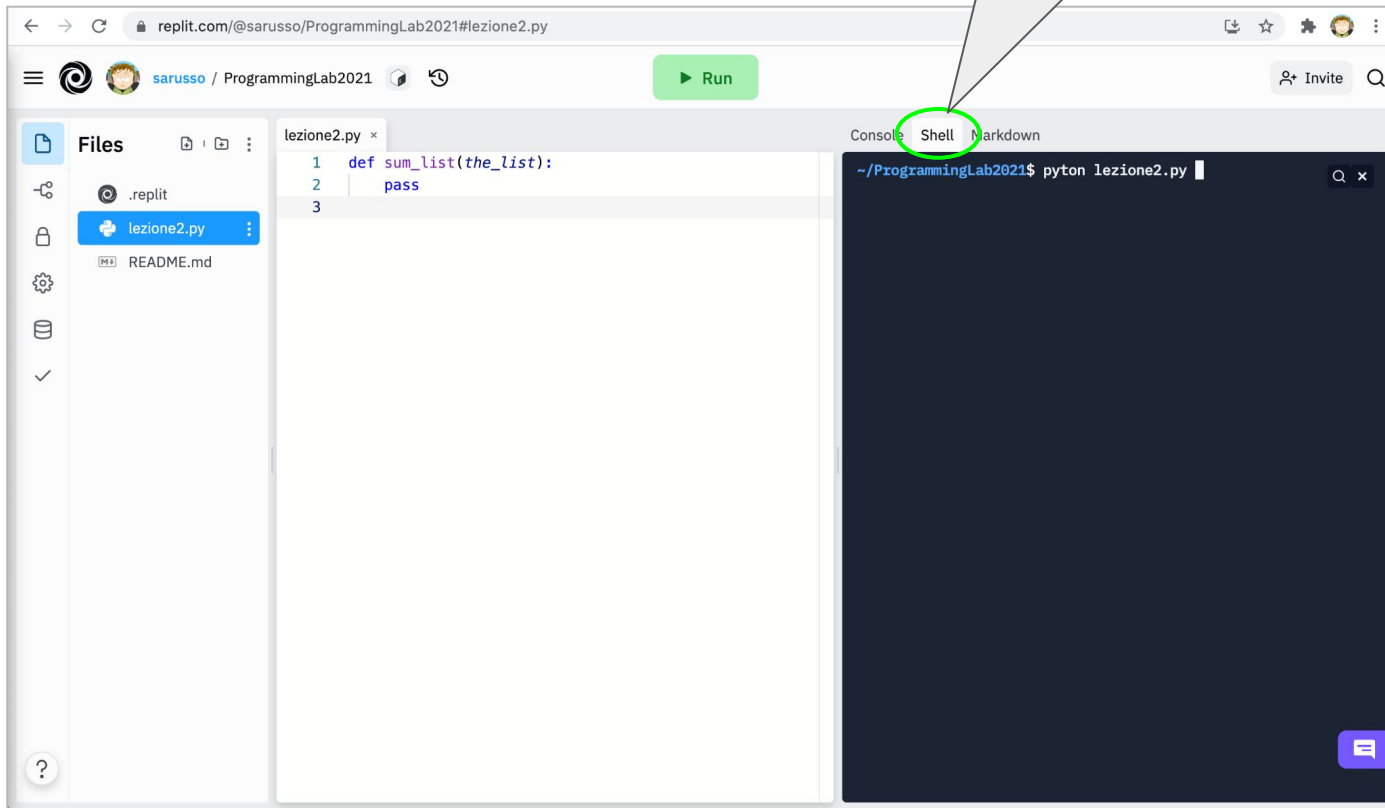 replit.com/@sarusso/ProgrammingLab2021#lezione2.py
sarusso / ProgrammingLab2021
Run
Invite
Files
lezione2.py ×
Console Shell Markdown
1 def sum_list(the_list):
2 pass
3
~/ProgrammingLab2021$ pyton lezione2.py
.replit
lezione2.py
M↓ README.md
?